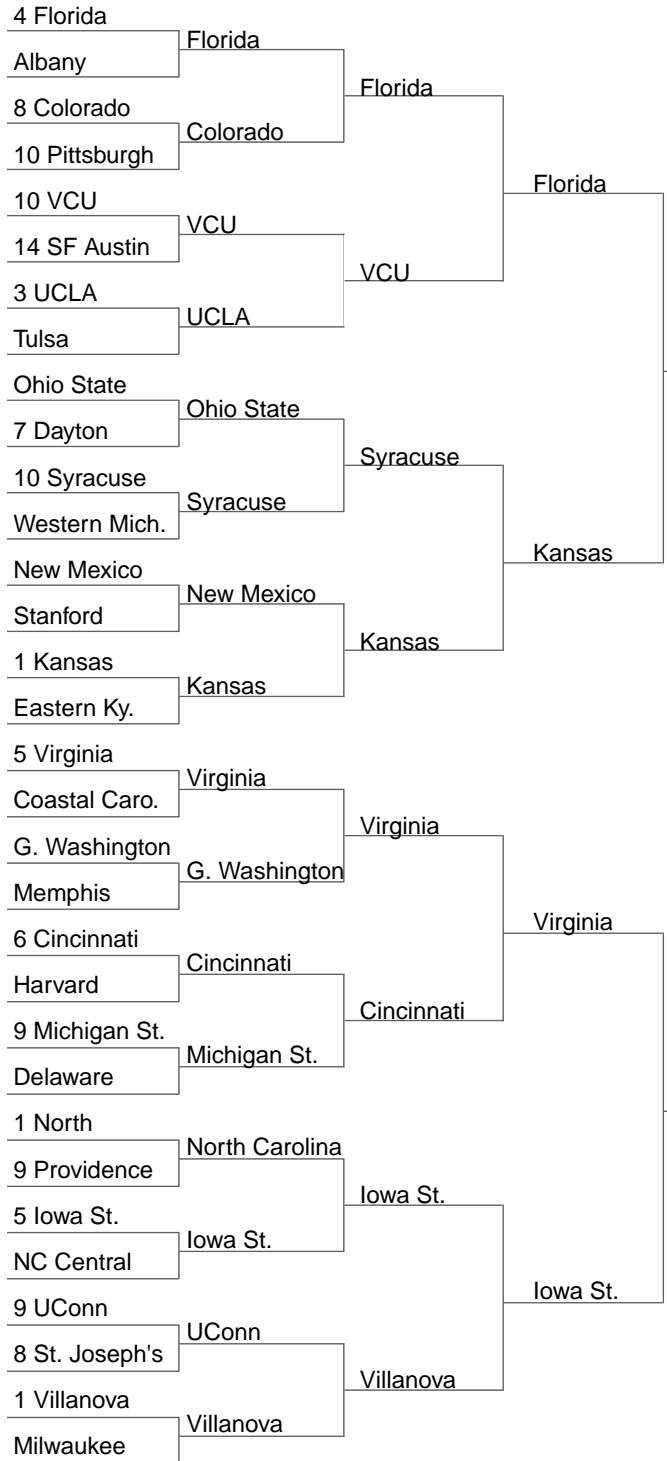 4 Florida
Albany
8 Colorado
10 Pittsburgh
10 VCU
14 SF Austin
3 UCLA
Tulsa
Ohio State
7 Dayton
10 Syracuse
Western Mich.
New Mexico
Stanford
1 Kansas
Eastern Ky.
5 Virginia
Coastal Caro.
G. Washington
Memphis
6 Cincinnati
Harvard
9 Michigan St.
Delaware
1 North
9 Providence
5 Iowa St.
NC Central
9 UConn
8 St. Joseph's
1 Villanova
Milwaukee
Florida
Colorado
VCU
UCLA
Ohio State
Syracuse
New Mexico
Kansas
Virginia
G. Washington
Cincinnati
Michigan St.
North Carolina
Iowa St.
UConn
Villanova
Florida
VCU
Syracuse
Kansas
Virginia
Cincinnati
Iowa St.
Villanova
Florida
Kansas
Virginia
Iowa St.